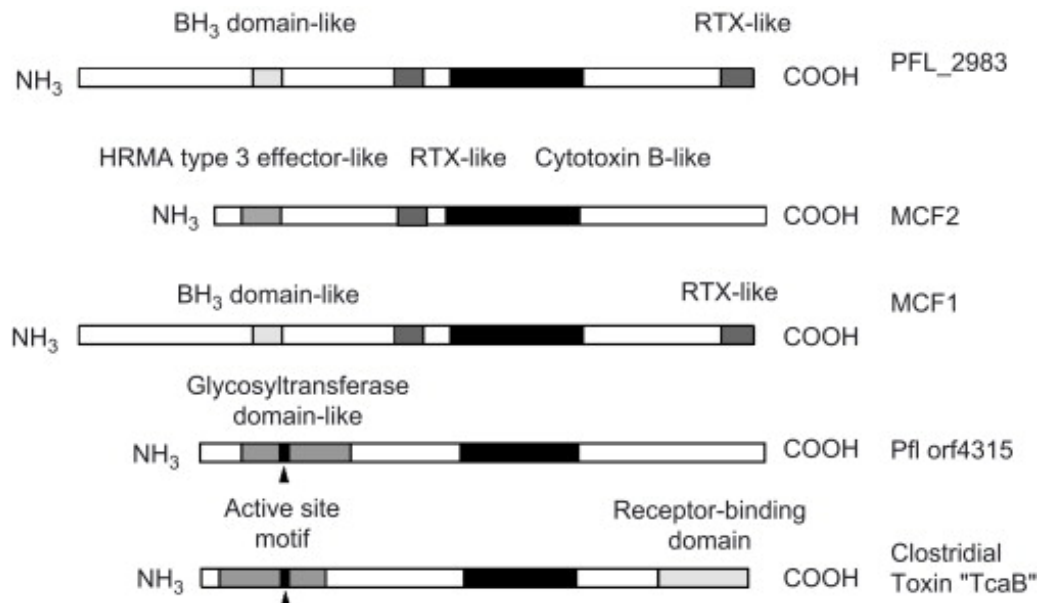 BH3 domain-like RTX-like
NH3 COOH PFL_2983
HRMA type 3 effector-like RTX-like Cytotoxin B-like
NH3 COOH MCF2
BH3 domain-like RTX-like MCF1
NH3 COOH
Glycosyltransferase
domain-like
NH3 COOH Pfl orf4315
Active site
motif
Receptor-binding
domain
NH3 COOH Clostridial
Toxin "TcaB"